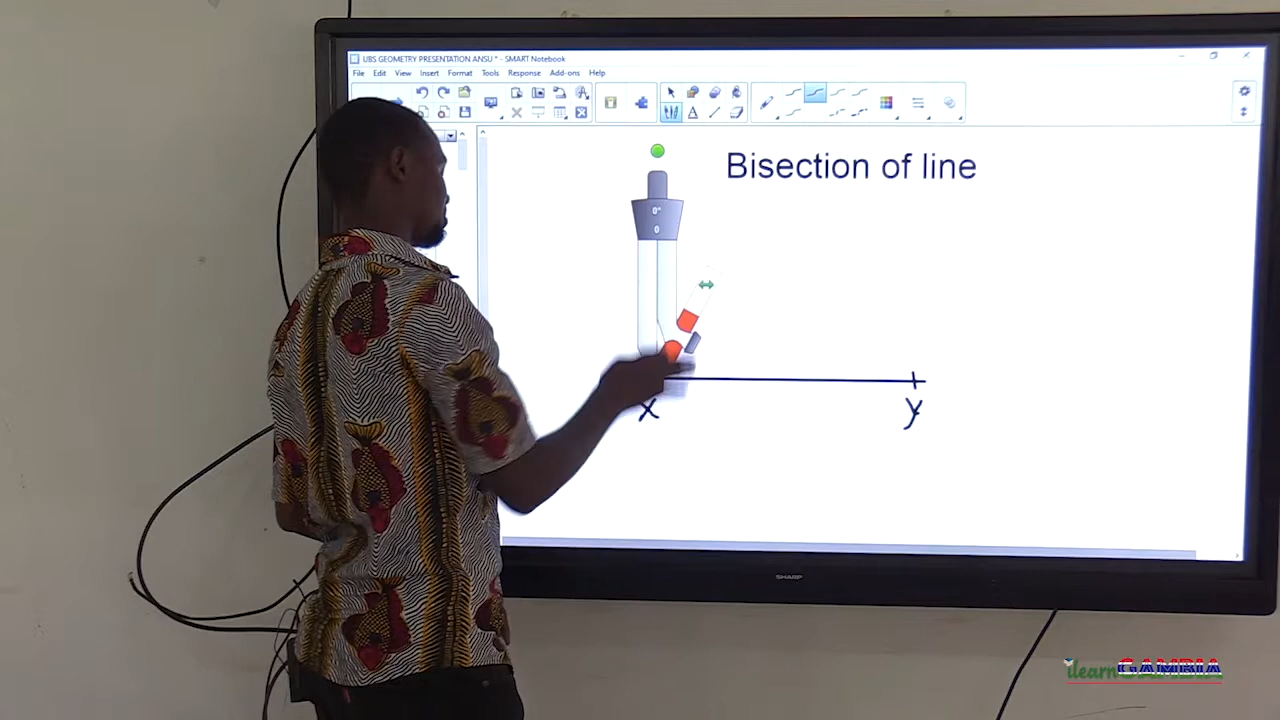 UBS GEOMETRY PRESENTATION ANSU * - SMART Notebook
File Edit View Insert Format Tools Response Add-ons Help
Bisection of line
0°
0
x
y
SHARP
ilearnGAMBIA